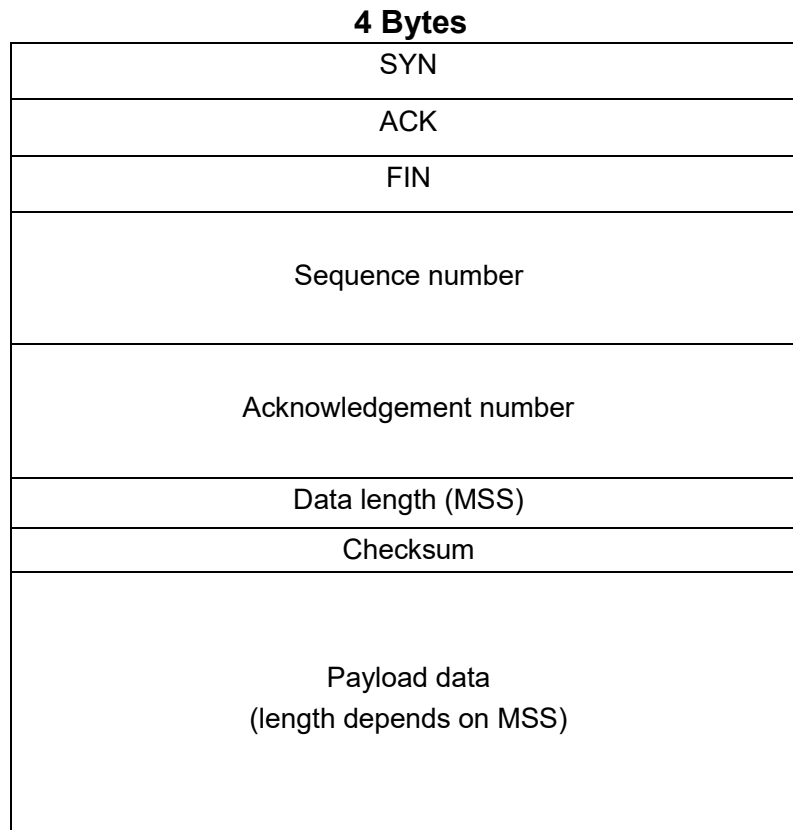 4 Bytes
SYN
ACK
FIN
Sequence number
Acknowledgement number
Data length (MSS)
Checksum
Payload data
(length depends on MSS)